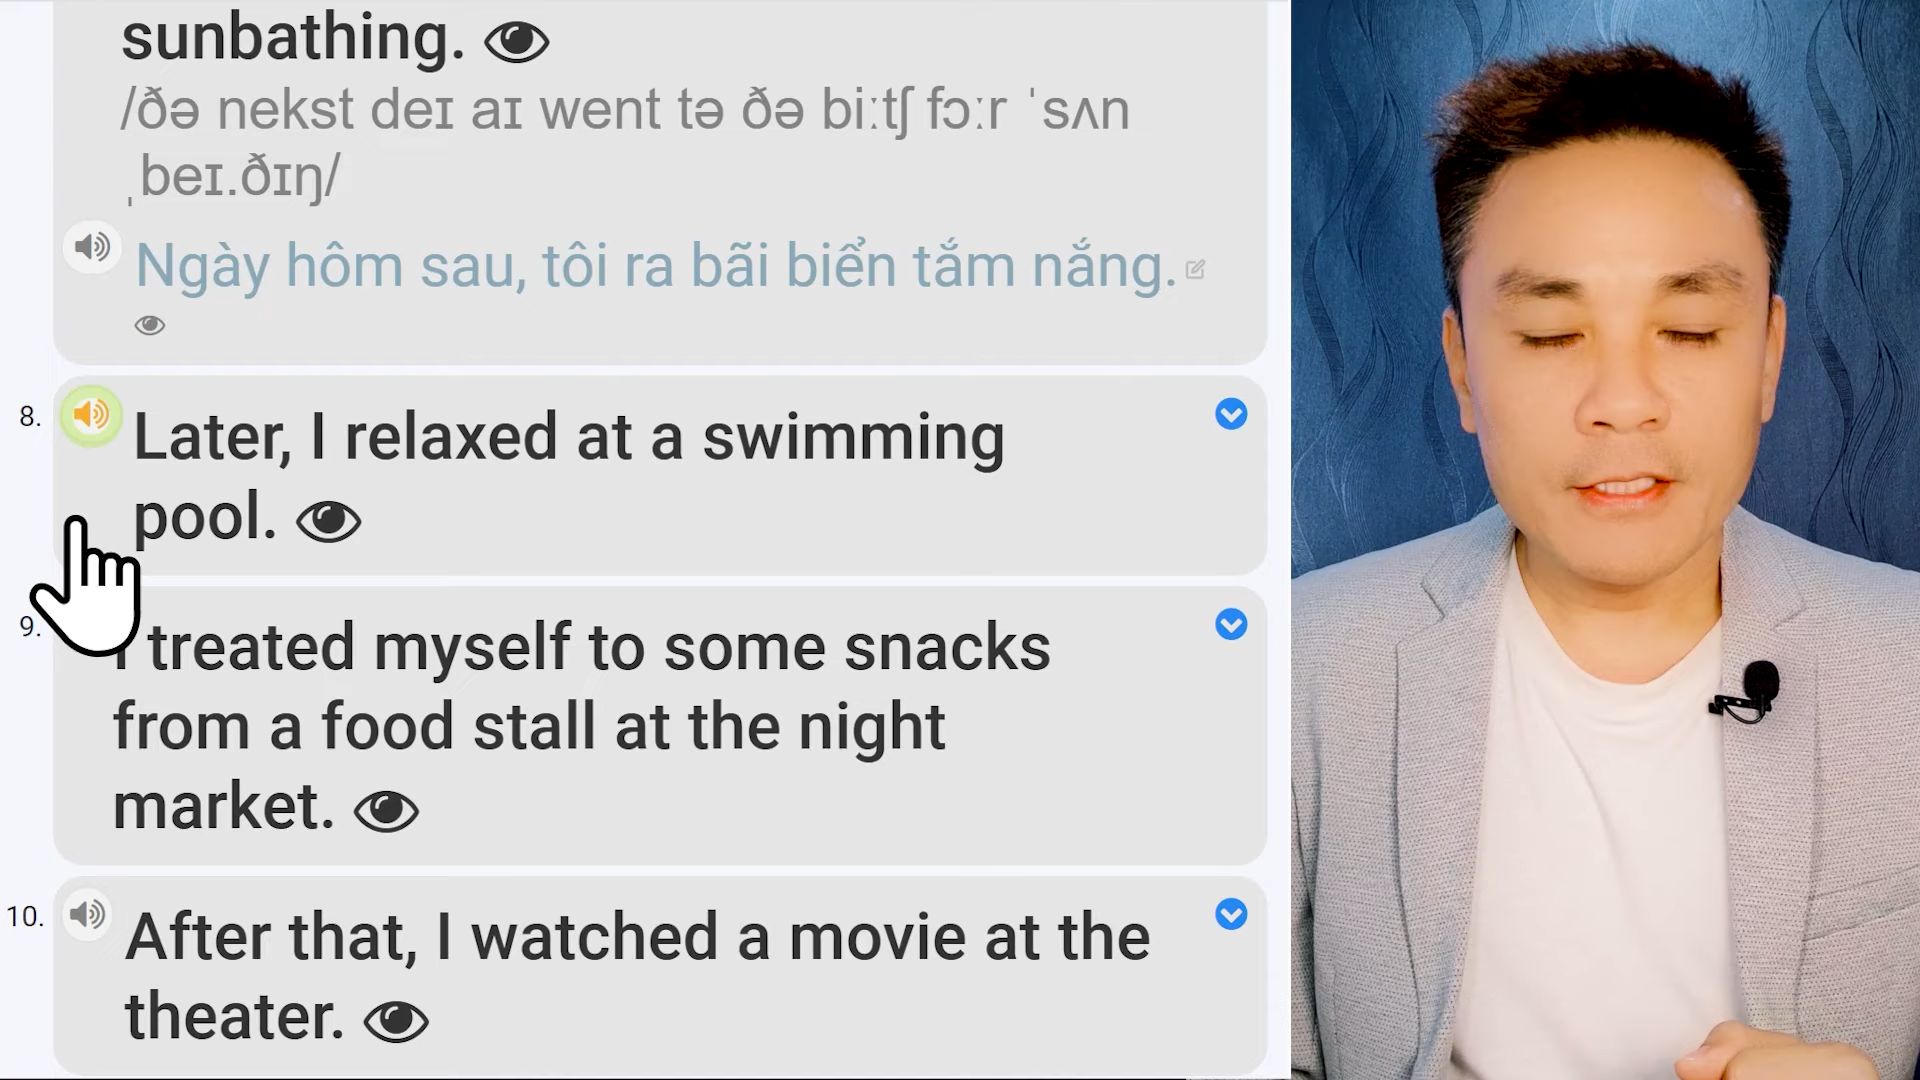 sunbathing.
/ðə nekst deɪ aɪ went tə ðə biːtʃ fɔːr ˈsʌn
ˌbeɪ.ðɪŋ/
Ngày hôm sau, tôi ra bãi biển tắm nắng.
8. Later, I relaxed at a swimming
pool.
9. I treated myself to some snacks
from a food stall at the night
market.
10. After that, I watched a movie at the
theater.